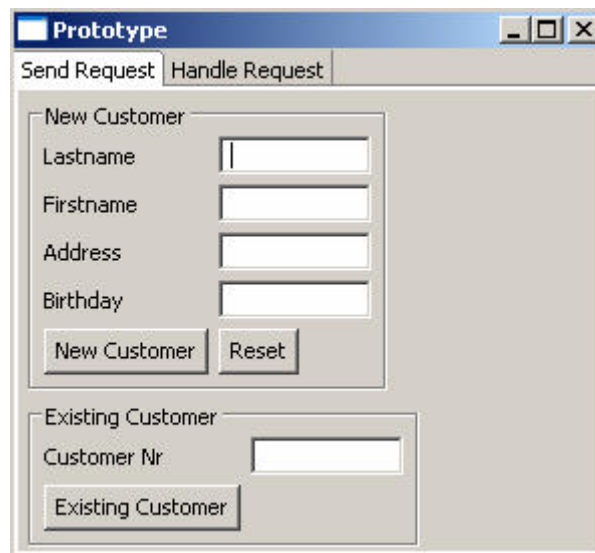 Prototype
Send Request Handle Request
New Customer
Lastname
Firstname
Address
Birthday
New Customer Reset
Existing Customer
Customer Nr
Existing Customer